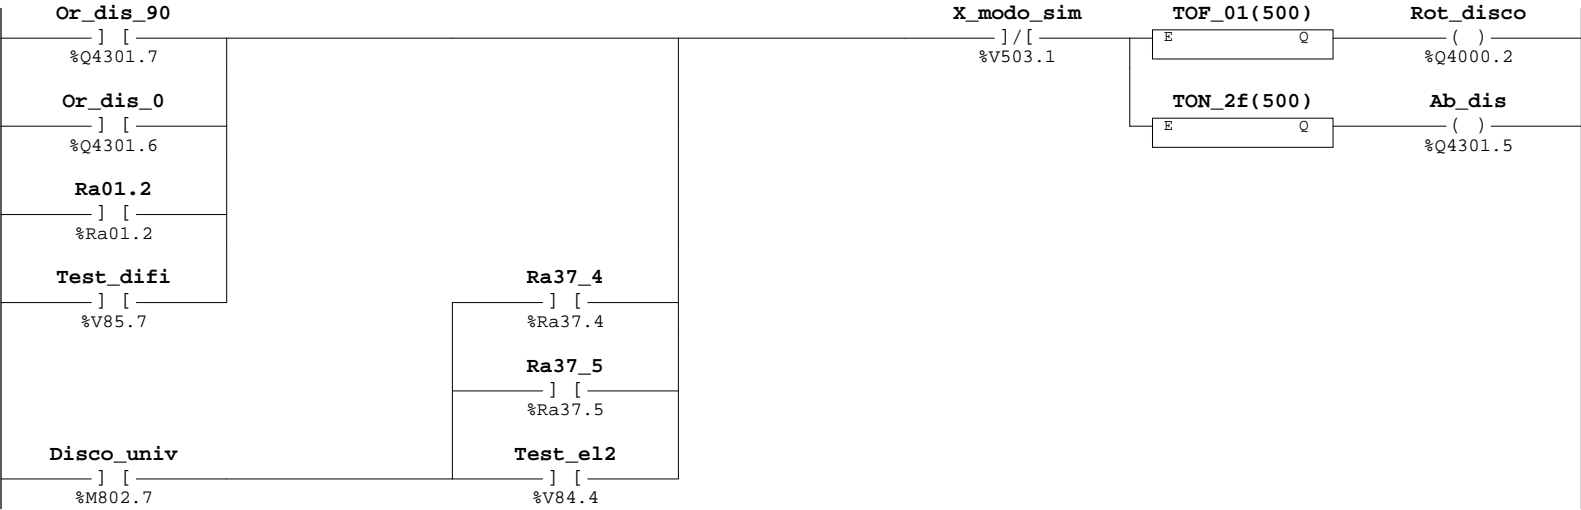 Or_dis_90 X_modo_sim TOF_01(500) Rot_disco
] [ ]/[ E Q ( )
%Q4301.7 %V503.1 %Q4000.2
Or_dis_0 TON_2f(500) Ab_dis
] [ E Q ( )
%Q4301.6 %Q4301.5
Ra01.2
] [
%Ra01.2
Test_difi Ra37_4
] [ ] [
%V85.7 %Ra37.4
Ra37_5
] [
%Ra37.5
Disco_univ Test_el2
] [ ] [
%M802.7 %V84.4